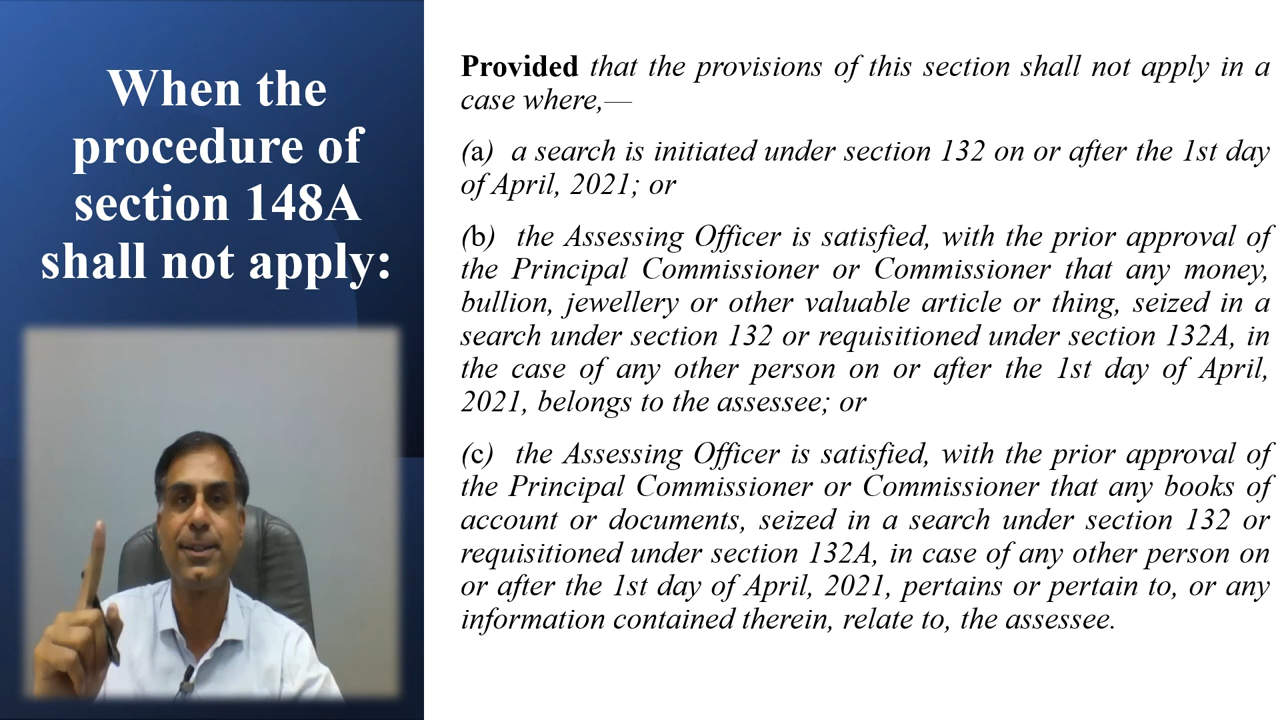 When the
procedure of
section 148A
shall not apply:
Provided that the provisions of this section shall not apply in a
case where,—
(a) a search is initiated under section 132 on or after the 1st day
of April, 2021; or
(b) the Assessing Officer is satisfied, with the prior approval of
the Principal Commissioner or Commissioner that any money,
bullion, jewellery or other valuable article or thing, seized in a
search under section 132 or requisitioned under section 132A, in
the case of any other person on or after the 1st day of April,
2021, belongs to the assessee; or
(c) the Assessing Officer is satisfied, with the prior approval of
the Principal Commissioner or Commissioner that any books of
account or documents, seized in a search under section 132 or
requisitioned under section 132A, in case of any other person on
or after the 1st day of April, 2021, pertains or pertain to, or any
information contained therein, relate to, the assessee.